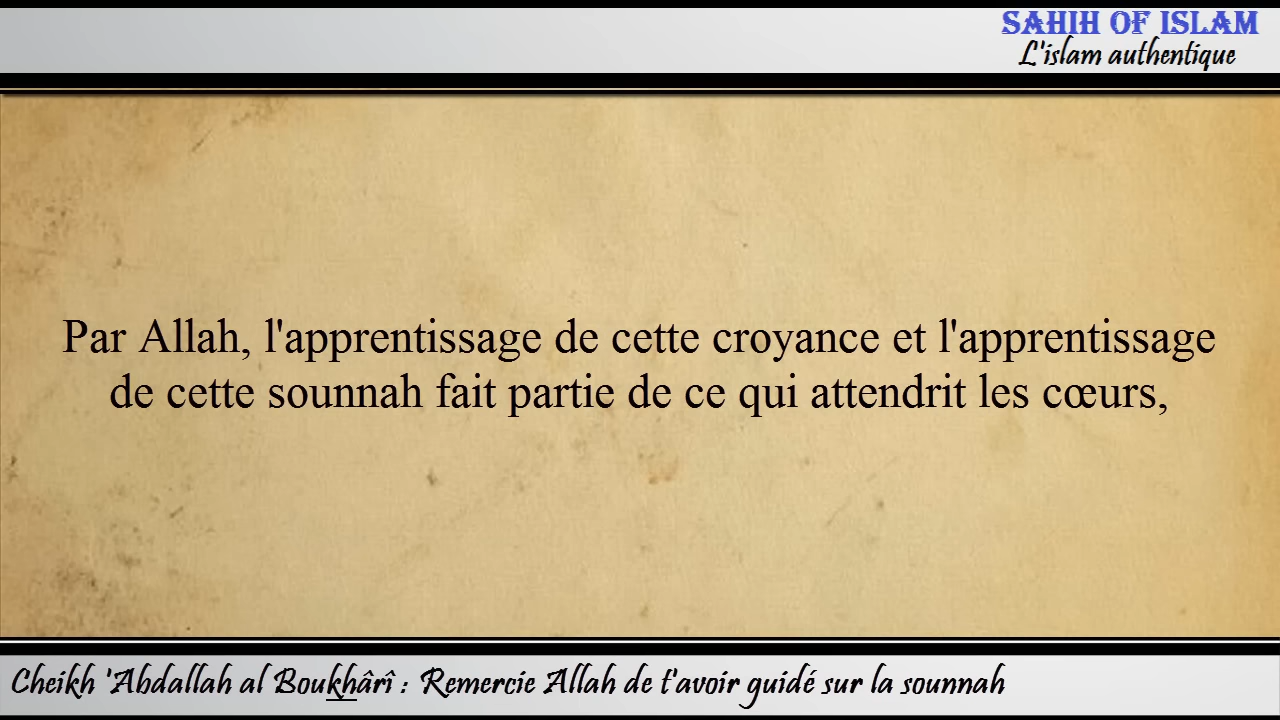 SAHIH OF ISLAM
L'islam authentique
Par Allah, l'apprentissage de cette croyance et l'apprentissage
de cette sounnah fait partie de ce qui attendrit les cœurs,
Cheikh 'Abdallah al Boukhârî : Remercie Allah de t'avoir guidé sur la sounnah